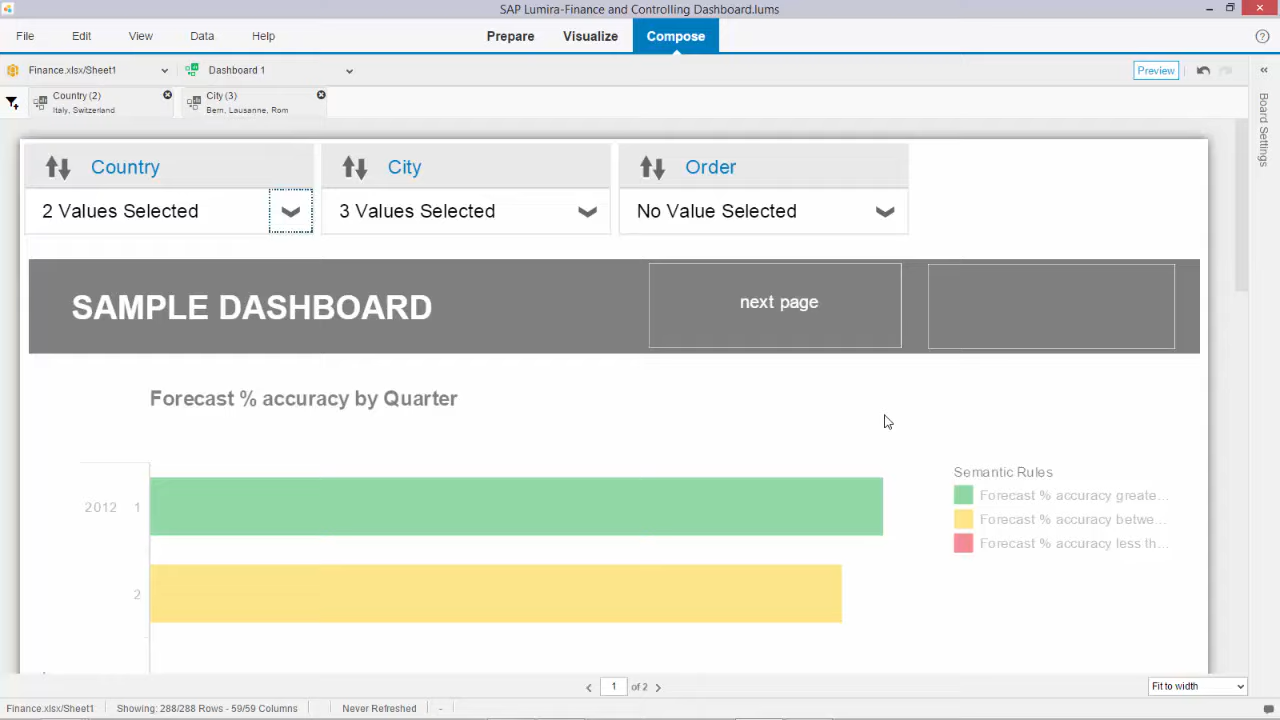 SAP Lumira-Finance and Controlling Dashboard.lums
File Edit View Data Help Prepare Visualize Compose
Finance.xlsx/Sheet1 Dashboard 1 Preview
Country (2) City (3)
Italy, Switzerland Bern, Lausanne, Rom
Board Settings
Country City Order
2 Values Selected 3 Values Selected No Value Selected
SAMPLE DASHBOARD next page
Forecast % accuracy by Quarter
Semantic Rules
Forecast % accuracy greate...
2012 1
Forecast % accuracy betwe...
Forecast % accuracy less th...
2
1 of 2 Fit to width
Finance.xlsx/Sheet1 Showing: 288/288 Rows - 59/59 Columns Never Refreshed -